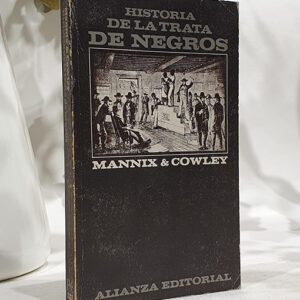 HISTORIA
DE LA TRATA
DE NEGROS
MANNIX & COWLEY
ALIANZA EDITORIAL